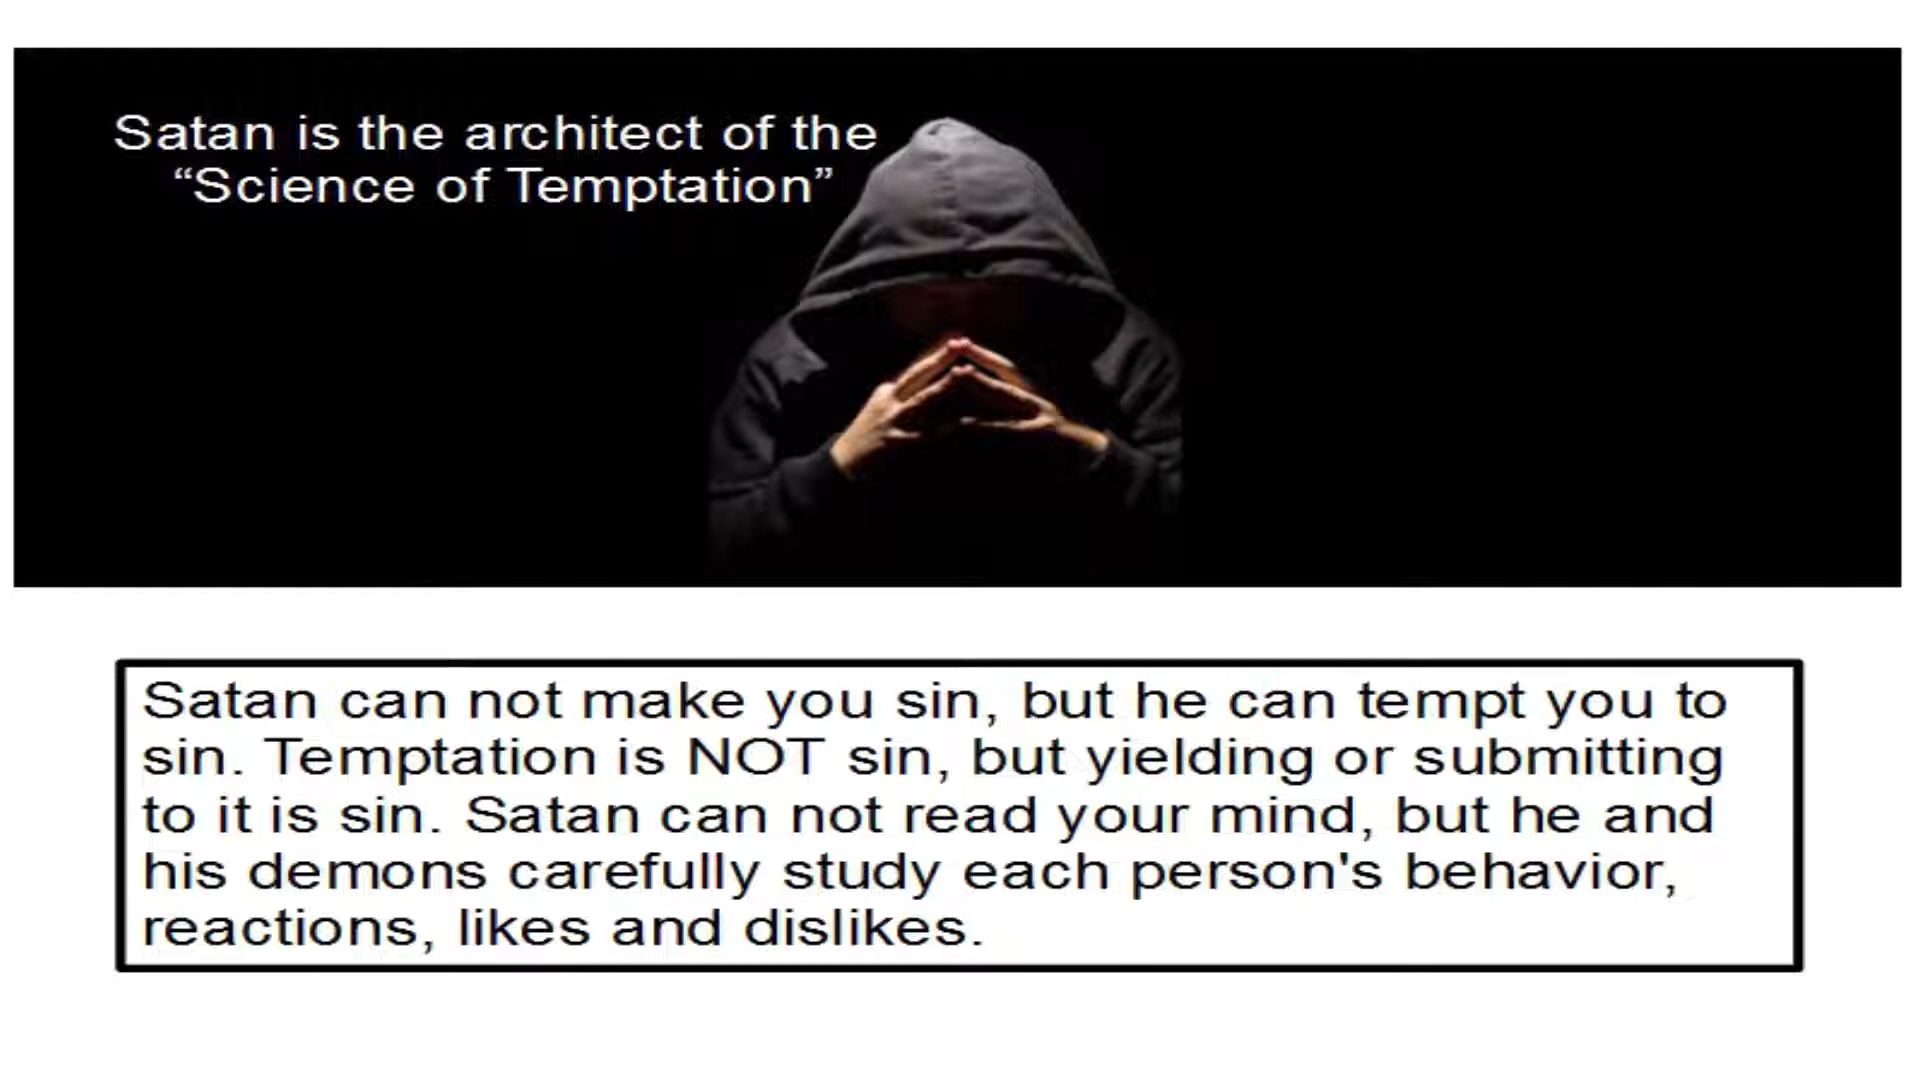 Satan is the architect of the
“Science of Temptation”
Satan can not make you sin, but he can tempt you to
sin. Temptation is NOT sin, but yielding or submitting
to it is sin. Satan can not read your mind, but he and
his demons carefully study each person's behavior,
reactions, likes and dislikes.